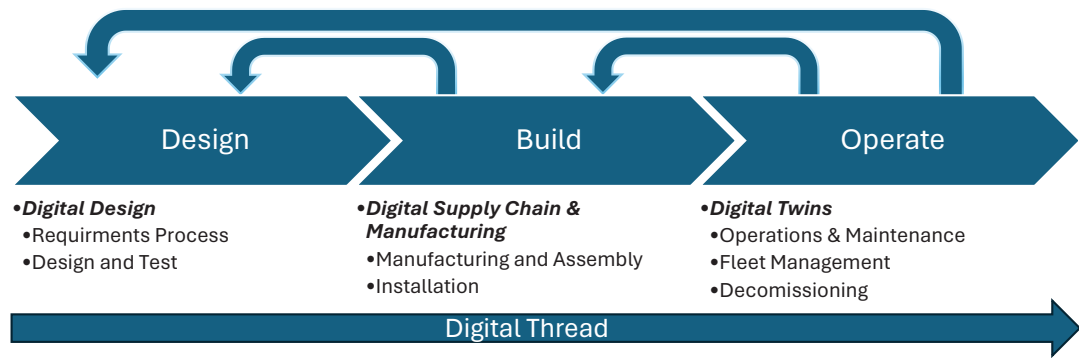 Design
Build
Operate
•Digital Design
•Requirments Process
•Design and Test
•Digital Supply Chain &
Manufacturing
•Manufacturing and Assembly
•Installation
•Digital Twins
•Operations & Maintenance
•Fleet Management
•Decomissioning
Digital Thread